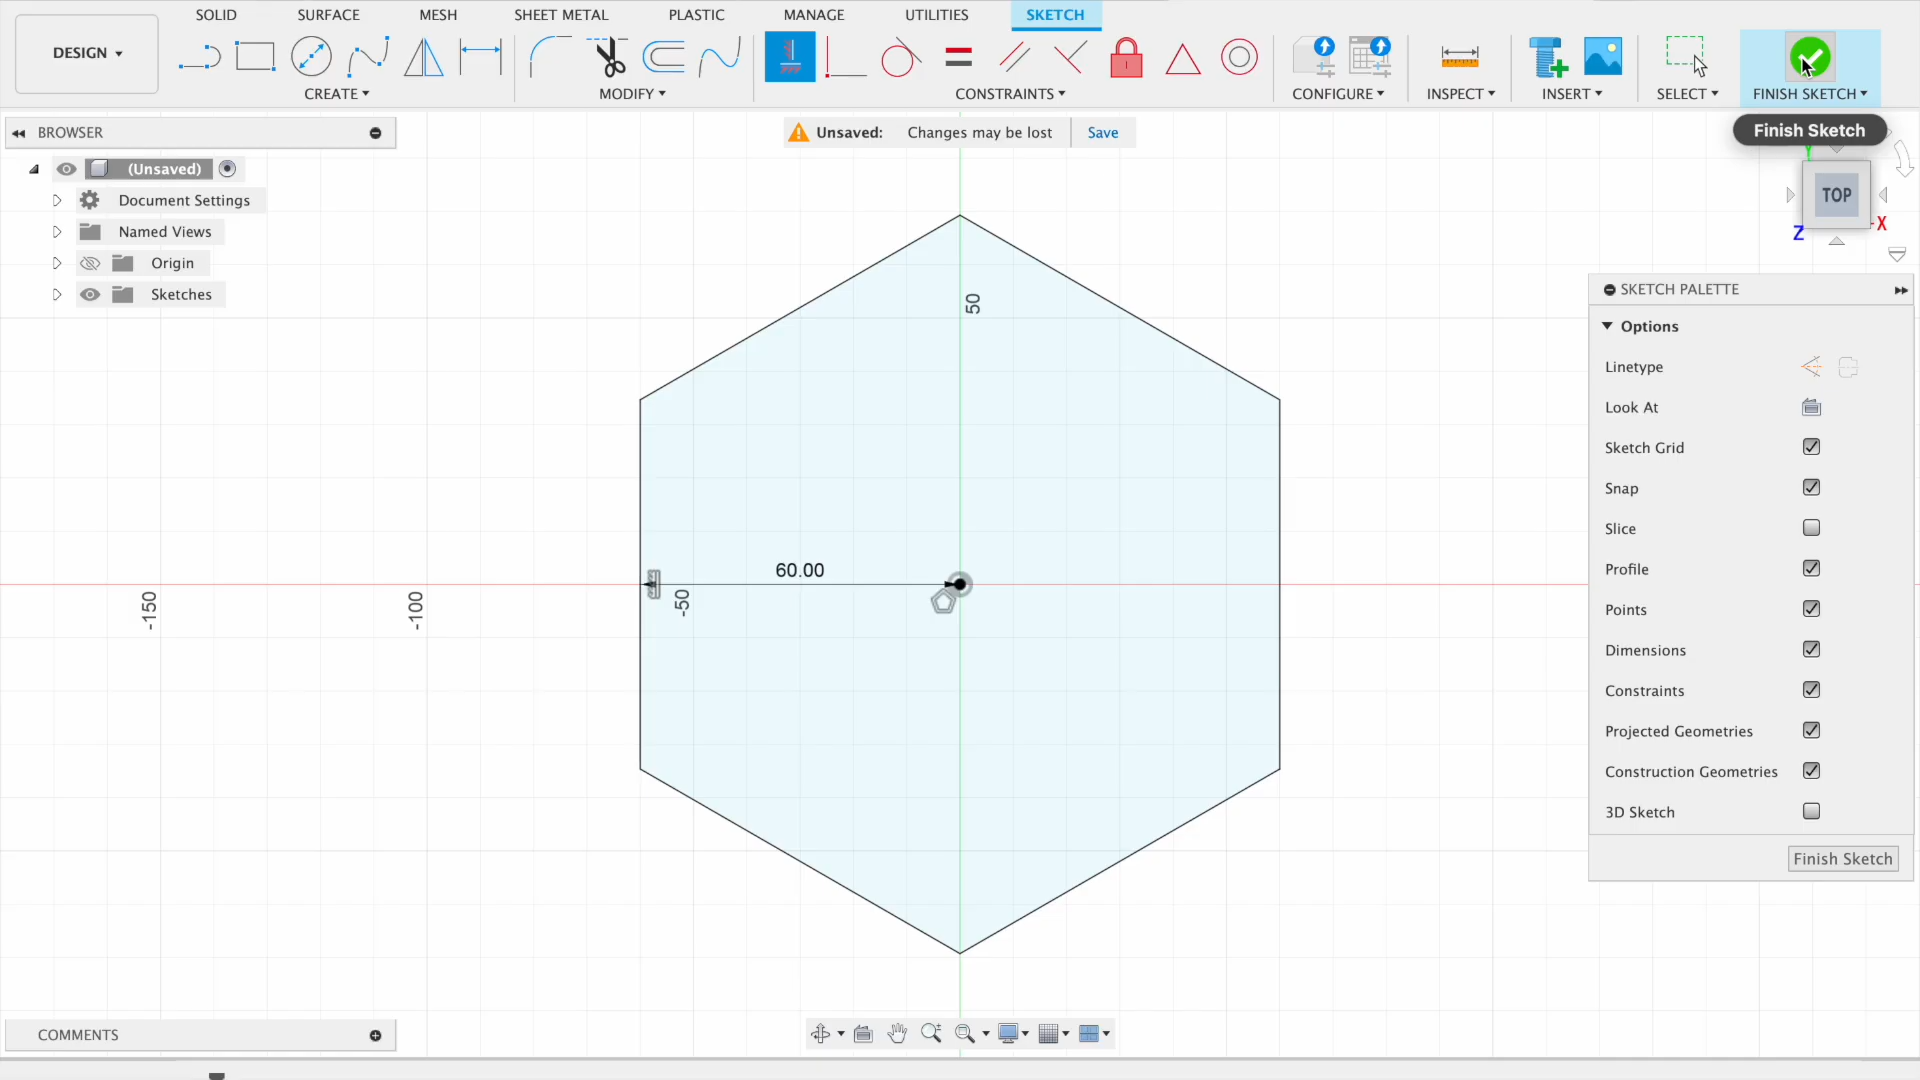 SOLID SURFACE MESH SHEET METAL PLASTIC MANAGE UTILITIES SKETCH
DESIGN
CREATE MODIFY CONSTRAINTS CONFIGURE INSPECT INSERT SELECT FINISH SKETCH
BROWSER
Unsaved: Changes may be lost Save
Finish Sketch
(Unsaved)
Document Settings
Named Views
Origin
Sketches
Y
TOP
X
Z
50
60.00
-150
-100
-50
SKETCH PALETTE
Options
Linetype
Look At
Sketch Grid
Snap
Slice
Profile
Points
Dimensions
Constraints
Projected Geometries
Construction Geometries
3D Sketch
Finish Sketch
COMMENTS